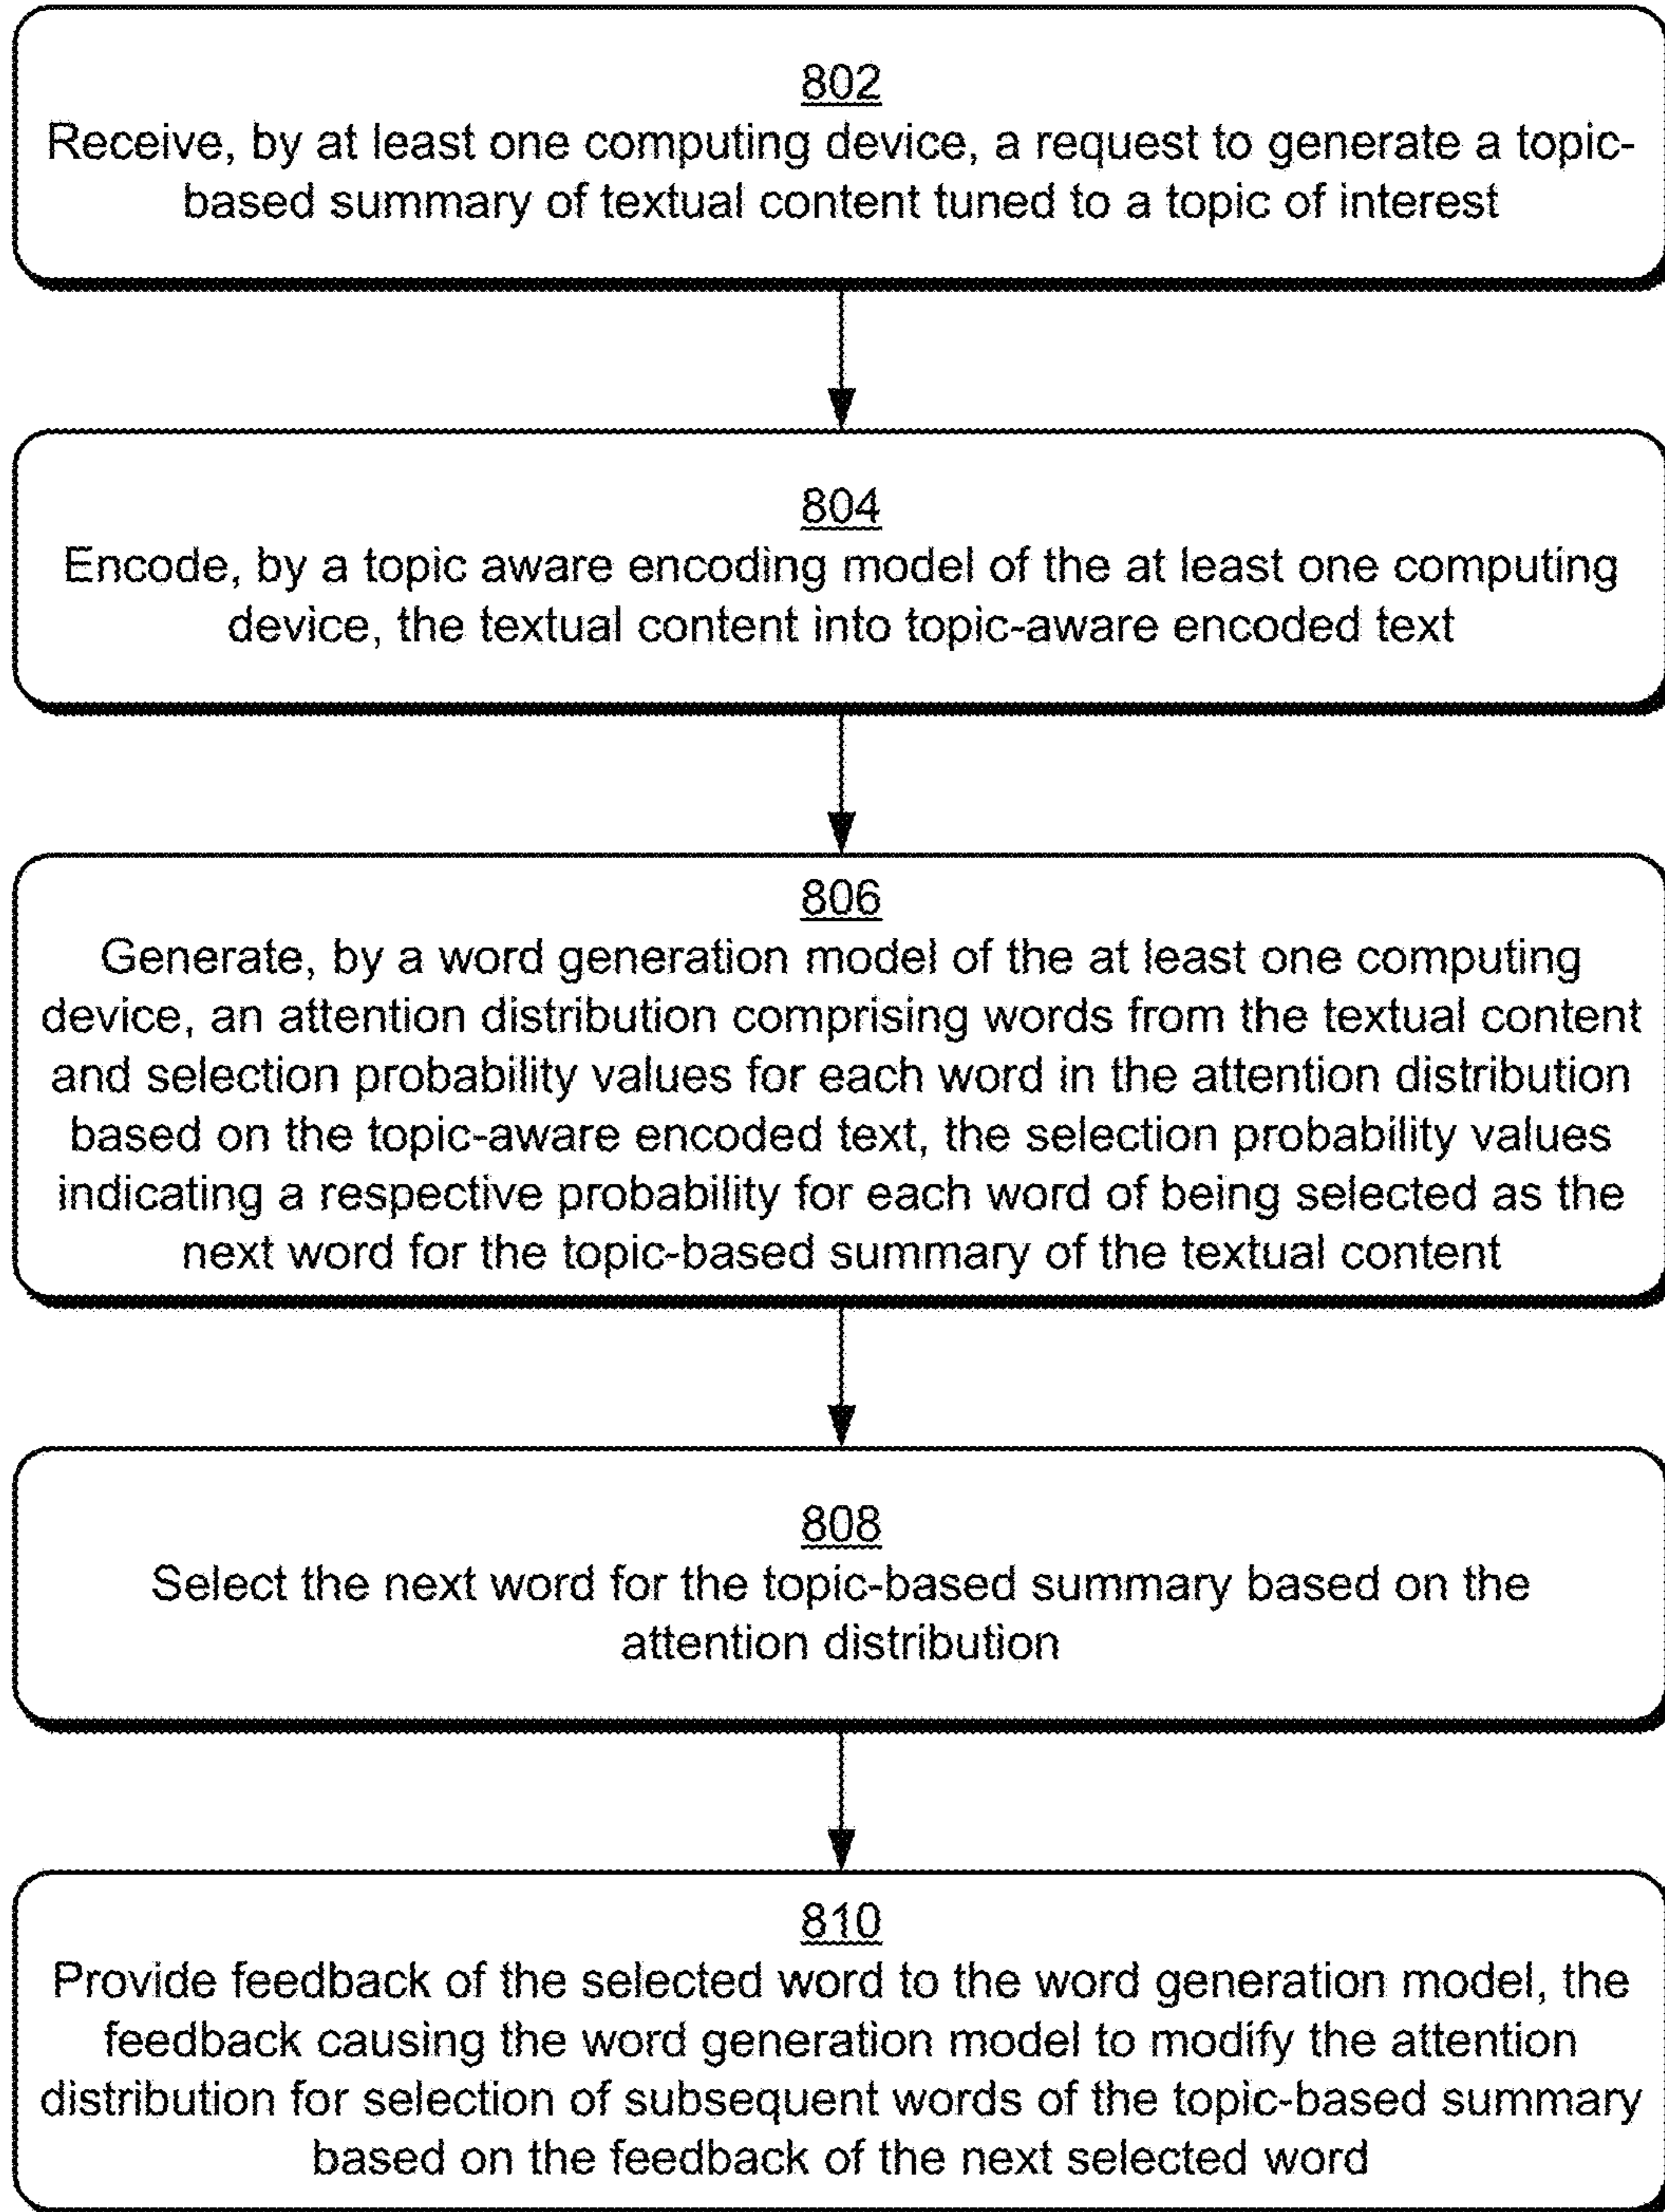 802
Receive, by at least one computing device, a request to generate a topic-
based summary of textual content tuned to a topic of interest
804
Encode, by a topic aware encoding model of the at least one computing
device, the textual content into topic-aware encoded text
806
Generate, by a word generation model of the at least one computing
device, an attention distribution comprising words from the textual content
and selection probability values for each word in the attention distribution
based on the topic-aware encoded text, the selection probability values
indicating a respective probability for each word of being selected as the
next word for the topic-based summary of the textual content
808
Select the next word for the topic-based summary based on the
attention distribution
810
Provide feedback of the selected word to the word generation model, the
feedback causing the word generation model to modify the attention
distribution for selection of subsequent words of the topic-based summary
based on the feedback of the next selected word